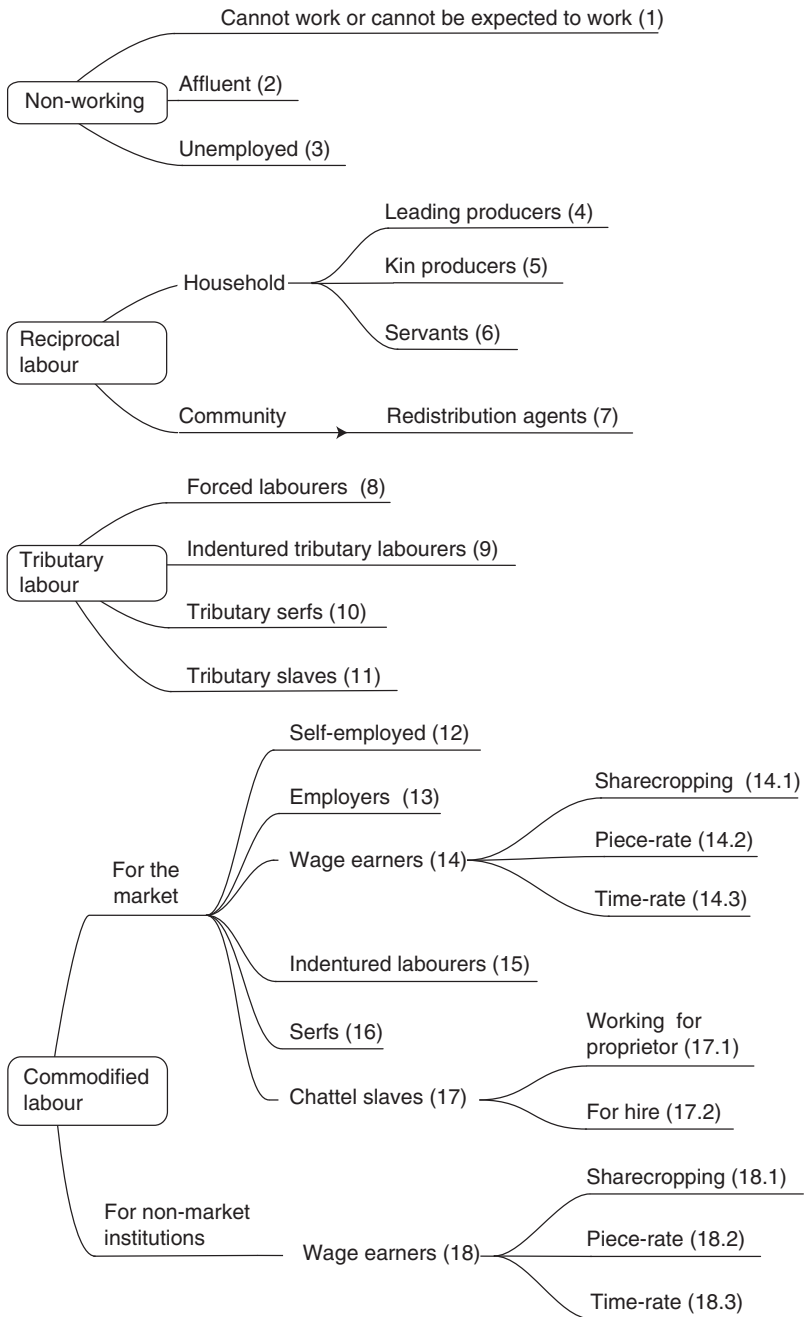 Cannot work or cannot be expected to work (1)
Non-working
Affluent (2)
Unemployed (3)
Leading producers (4)
Household
Kin producers (5)
Servants (6)
Reciprocal
labour
Community
Redistribution agents (7)
Forced labourers (8)
Tributary
labour
Indentured tributary labourers (9)
Tributary serfs (10)
Tributary slaves (11)
Self-employed (12)
Employers (13)
Sharecropping (14.1)
Wage earners (14)
Piece-rate (14.2)
Time-rate (14.3)
For the
market
Indentured labourers (15)
Serfs (16)
Working for
proprietor (17.1)
Chattel slaves (17)
For hire (17.2)
Commodified
labour
For non-market
institutions
Sharecropping (18.1)
Wage earners (18)
Piece-rate (18.2)
Time-rate (18.3)